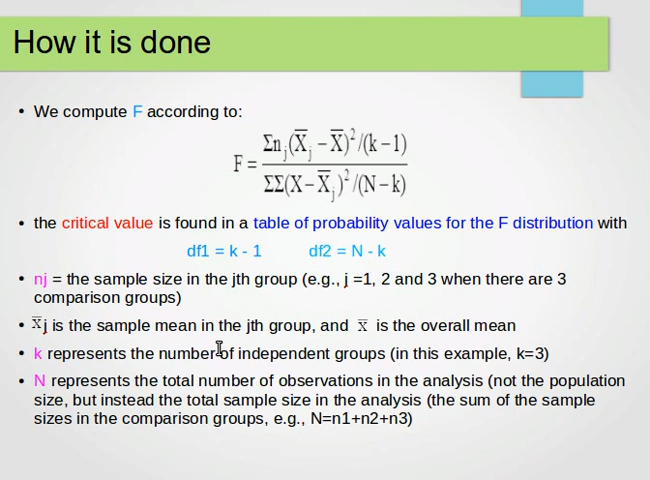 How it is done
• We compute F according to:
F = Σnj(X̅j − X̅)²/(k − 1)
ΣΣ(X − X̅j)²/(N − k)
• the critical value is found in a table of probability values for the F distribution with
df1 = k - 1 df2 = N - k
• nj = the sample size in the jth group (e.g., j =1, 2 and 3 when there are 3
comparison groups)
• X̅j is the sample mean in the jth group, and X̅ is the overall mean
• k represents the number of independent groups (in this example, k=3)
• N represents the total number of observations in the analysis (not the population
size, but instead the total sample size in the analysis (the sum of the sample
sizes in the comparison groups, e.g., N=n1+n2+n3)